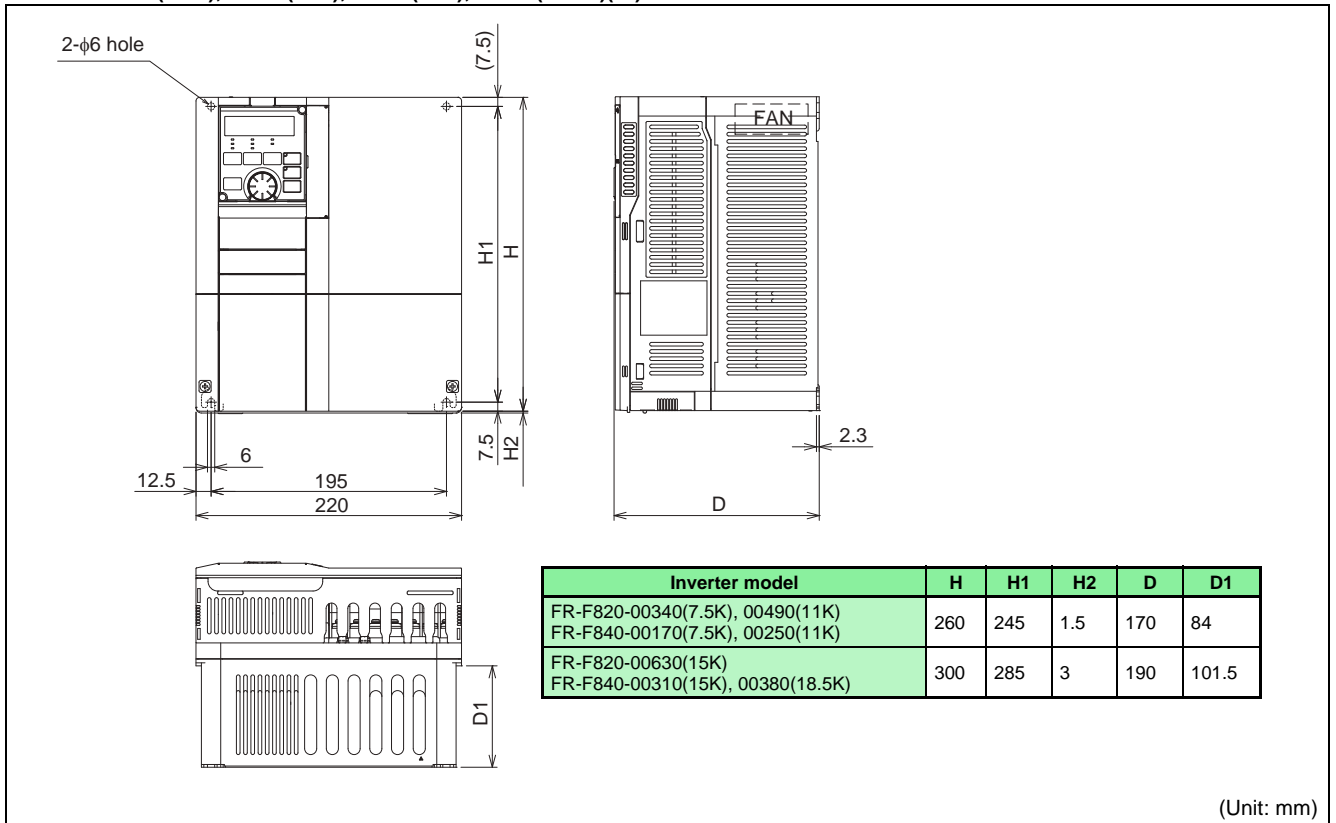 2-ϕ6 hole
(7.5)
FAN
H1
H
7.5
H2
2.3
6
12.5
195
220
D
D1
Inverter model H H1 H2 D D1
FR-F820-00340(7.5K), 00490(11K)
FR-F840-00170(7.5K), 00250(11K)
260 245 1.5 170 84
FR-F820-00630(15K)
FR-F840-00310(15K), 00380(18.5K)
300 285 3 190 101.5
(Unit: mm)